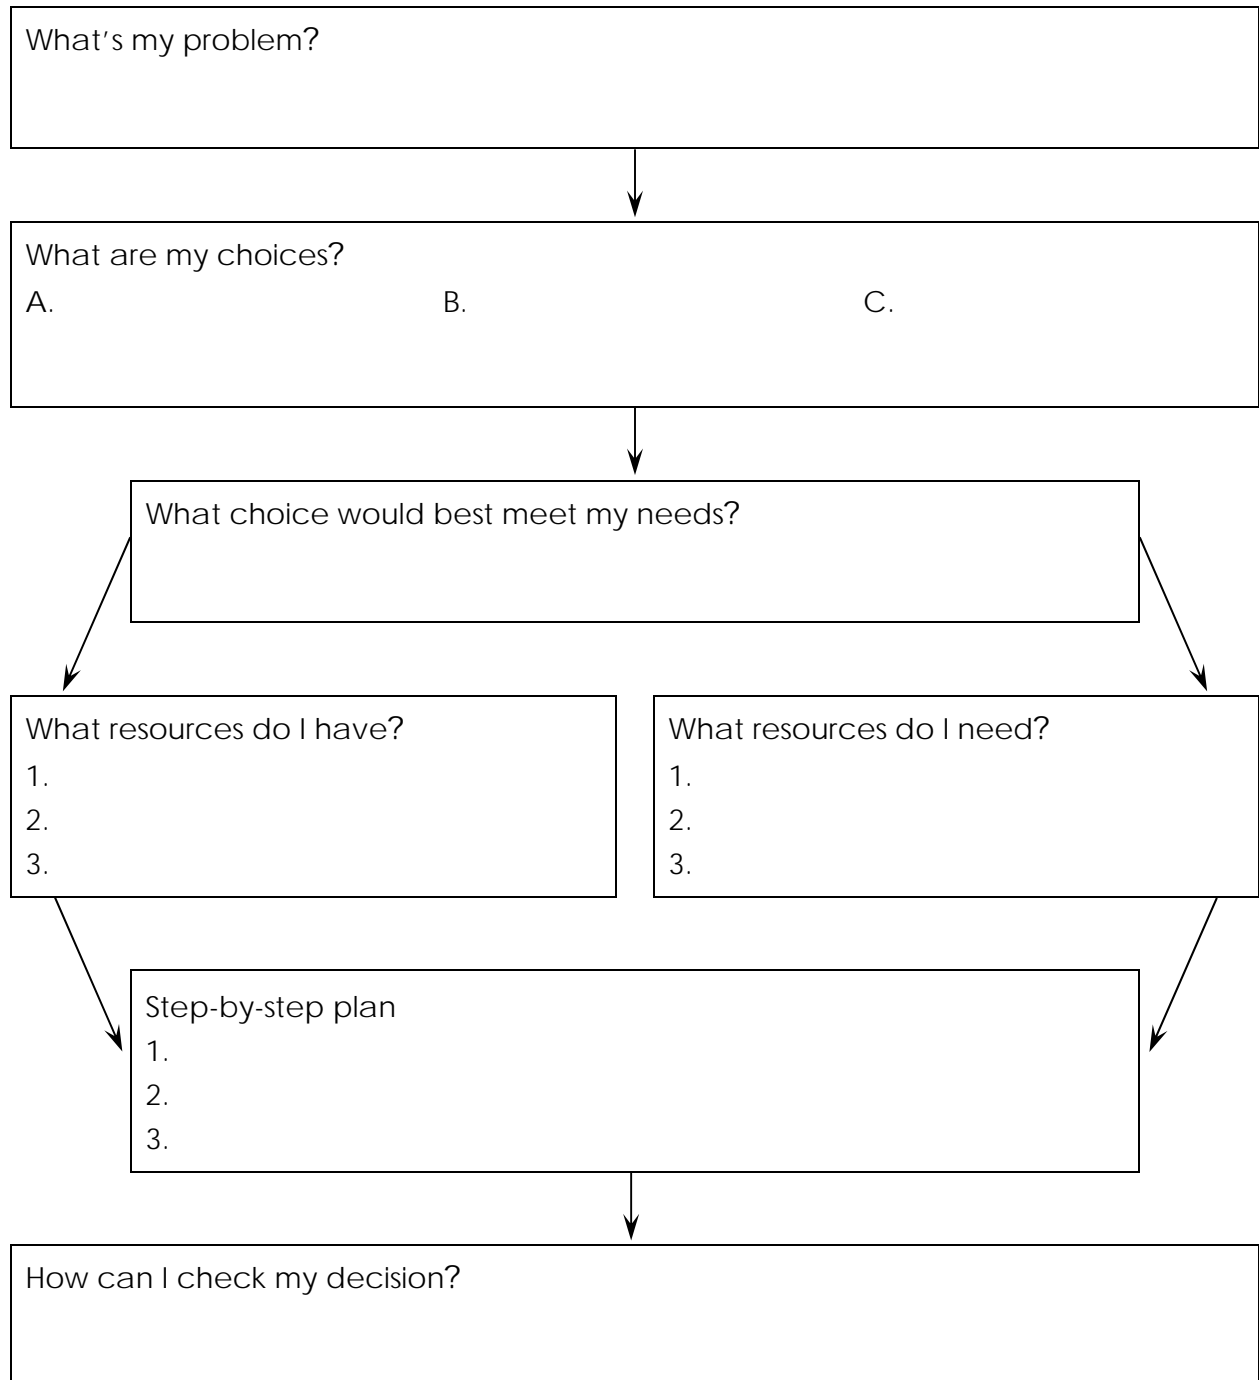 What's my problem?
What are my choices?
A. B. C.
What choice would best meet my needs?
What resources do I have?
1.
2.
3.
What resources do I need?
1.
2.
3.
Step-by-step plan
1.
2.
3.
How can I check my decision?